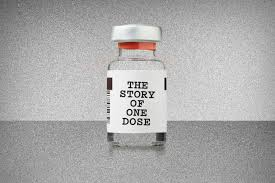 THE
STORY
OF
ONE
DOSE